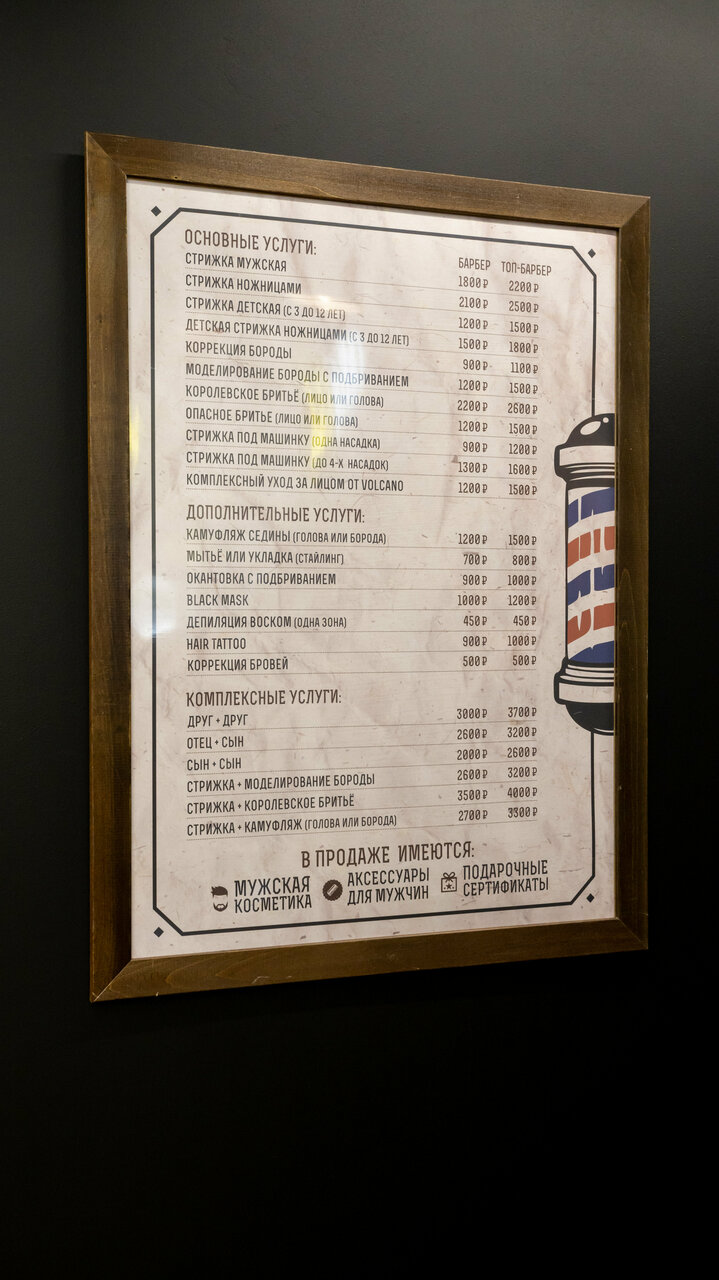 ОСНОВНЫЕ УСЛУГИ:
БАРБЕР ТОП-БАРБЕР
СТРИЖКА МУЖСКАЯ 1800₽ 2200₽
СТРИЖКА НОЖНИЦАМИ 2100₽ 2500₽
СТРИЖКА ДЕТСКАЯ (С 3 ДО 12 ЛЕТ) 1200₽ 1500₽
ДЕТСКАЯ СТРИЖКА НОЖНИЦАМИ (С 3 ДО 12 ЛЕТ) 1500₽ 1800₽
КОРРЕКЦИЯ БОРОДЫ 900₽ 1100₽
МОДЕЛИРОВАНИЕ БОРОДЫ С ПОДБРИВАНИЕМ 1200₽ 1500₽
КОРОЛЕВСКОЕ БРИТЬЁ (ЛИЦО ИЛИ ГОЛОВА) 2200₽ 2600₽
ОПАСНОЕ БРИТЬЕ (ЛИЦО ИЛИ ГОЛОВА) 1200₽ 1500₽
СТРИЖКА ПОД МАШИНКУ (ОДНА НАСАДКА) 900₽ 1200₽
СТРИЖКА ПОД МАШИНКУ (ДО 4-Х НАСАДОК) 1300₽ 1600₽
КОМПЛЕКСНЫЙ УХОД ЗА ЛИЦОМ ОТ VOLCANO 1200₽ 1500₽
ДОПОЛНИТЕЛЬНЫЕ УСЛУГИ:
КАМУФЛЯЖ СЕДИНЫ (ГОЛОВА ИЛИ БОРОДА) 1200₽ 1500₽
МЫТЬЁ ИЛИ УКЛАДКА (СТАЙЛИНГ) 700₽ 800₽
ОКАНТОВКА С ПОДБРИВАНИЕМ 900₽ 1000₽
BLACK MASK 1000₽ 1200₽
ДЕПИЛЯЦИЯ ВОСКОМ (ОДНА ЗОНА) 450₽ 450₽
HAIR TATTOO 900₽ 1000₽
КОРРЕКЦИЯ БРОВЕЙ 500₽ 500₽
КОМПЛЕКСНЫЕ УСЛУГИ:
ДРУГ + ДРУГ 3000₽ 3700₽
ОТЕЦ + СЫН 2600₽ 3200₽
СЫН + СЫН 2000₽ 2600₽
СТРИЖКА + МОДЕЛИРОВАНИЕ БОРОДЫ 2600₽ 3200₽
СТРИЖКА + КОРОЛЕВСКОЕ БРИТЬЁ 3500₽ 4000₽
СТРИЖКА + КАМУФЛЯЖ (ГОЛОВА ИЛИ БОРОДА) 2700₽ 3300₽
В ПРОДАЖЕ ИМЕЮТСЯ:
МУЖСКАЯ
КОСМЕТИКА
АКСЕССУАРЫ
ДЛЯ МУЖЧИН
ПОДАРОЧНЫЕ
СЕРТИФИКАТЫ